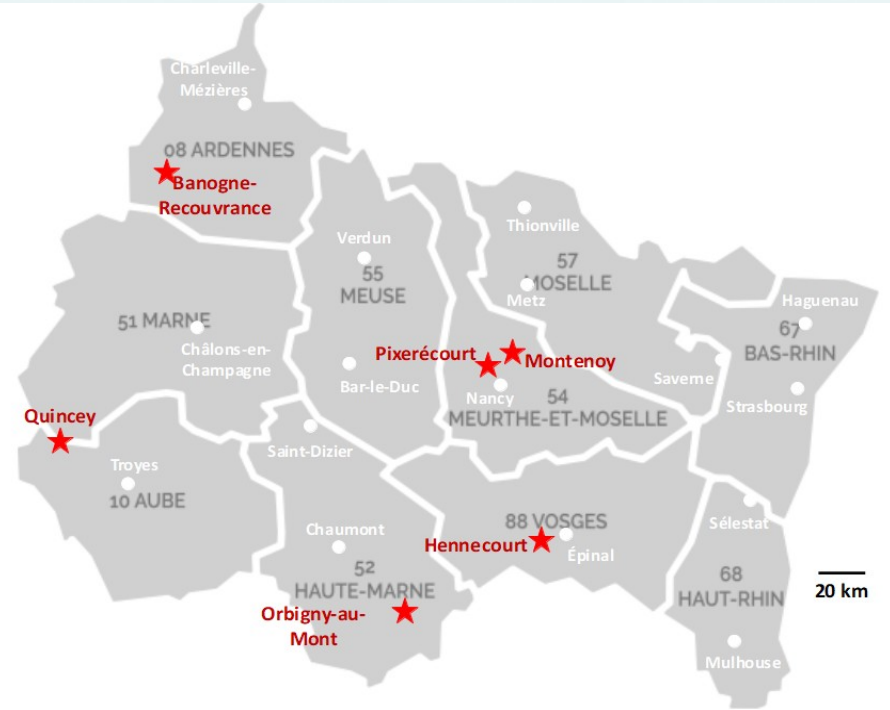 Charleville-
Mézières
08 ARDENNES
Banogne-
Recouvrance
Thionville
Verdun
55
MEUSE
57
MOSELLE
Metz
Haguenau
67
BAS-RHIN
51 MARNE
Châlons-en-
Champagne
Pixerécourt
Montenoy
Bar-le-Duc
Nancy
54
MEURTHE-ET-MOSELLE
Saverne
Strasbourg
Quincey
Saint-Dizier
Troyes
10 AUBE
Chaumont
88 VOSGES
Hennecourt
Épinal
Sélestat
52
HAUTE-MARNE
Orbigny-au-
Mont
68
HAUT-RHIN
20 km
Mulhouse